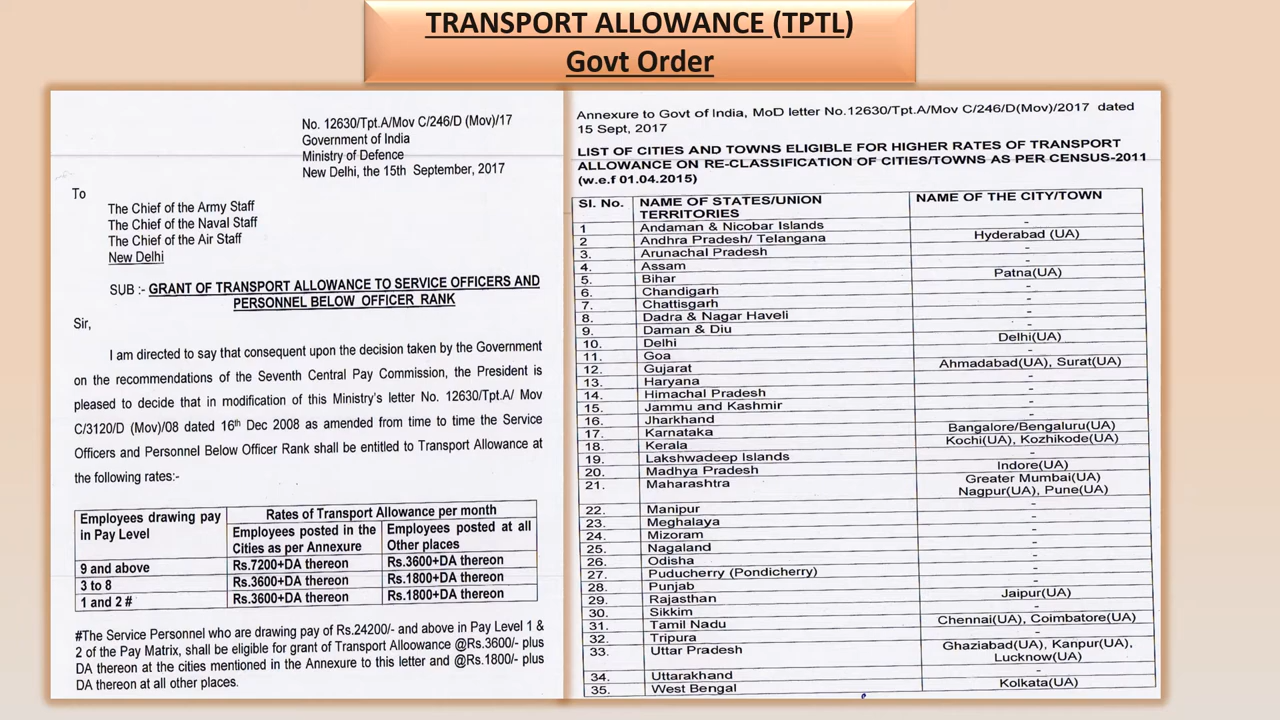 TRANSPORT ALLOWANCE (TPTL)
Govt Order
No. 12630/Tpt.A/Mov C/246/D (Mov)/17
Government of India
Ministry of Defence
New Delhi, the 15th September, 2017
To
The Chief of the Army Staff
The Chief of the Naval Staff
The Chief of the Air Staff
New Delhi
SUB :- GRANT OF TRANSPORT ALLOWANCE TO SERVICE OFFICERS AND
PERSONNEL BELOW OFFICER RANK
Sir,
I am directed to say that consequent upon the decision taken by the Government
on the recommendations of the Seventh Central Pay Commission, the President is
pleased to decide that in modification of this Ministry's letter No. 12630/Tpt.A/ Mov
C/3120/D (Mov)/08 dated 16th Dec 2008 as amended from time to time the Service
Officers and Personnel Below Officer Rank shall be entitled to Transport Allowance at
the following rates:-
Employees drawing pay in Pay Level | Rates of Transport Allowance per month
Employees posted in the Cities as per Annexure | Employees posted at all Other places
9 and above | Rs.7200+DA thereon | Rs.3600+DA thereon
3 to 8 | Rs.3600+DA thereon | Rs.1800+DA thereon
1 and 2 # | Rs.3600+DA thereon | Rs.1800+DA thereon
#The Service Personnel who are drawing pay of Rs.24200/- and above in Pay Level 1 &
2 of the Pay Matrix, shall be eligible for grant of Transport Alloowance @Rs.3600/- plus
DA thereon at the cities mentioned in the Annexure to this letter and @Rs.1800/- plus
DA thereon at all other places.
Annexure to Govt of India, MoD letter No.12630/Tpt.A/Mov C/246/D(Mov)/2017 dated
15 Sept, 2017
LIST OF CITIES AND TOWNS ELIGIBLE FOR HIGHER RATES OF TRANSPORT
ALLOWANCE ON RE-CLASSIFICATION OF CITIES/TOWNS AS PER CENSUS-2011
(w.e.f 01.04.2015)
Sl. No. | NAME OF STATES/UNION TERRITORIES | NAME OF THE CITY/TOWN
1 | Andaman & Nicobar Islands | -
2 | Andhra Pradesh/ Telangana | Hyderabad (UA)
3. | Arunachal Pradesh | -
4. | Assam | -
5. | Bihar | Patna(UA)
6. | Chandigarh | -
7. | Chattisgarh | -
8. | Dadra & Nagar Haveli | -
9. | Daman & Diu | -
10. | Delhi | Delhi(UA)
11. | Goa | -
12. | Gujarat | Ahmadabad(UA), Surat(UA)
13. | Haryana | -
14. | Himachal Pradesh | -
15. | Jammu and Kashmir | -
16. | Jharkhand | -
17. | Karnataka | Bangalore/Bengaluru(UA)
18. | Kerala | Kochi(UA), Kozhikode(UA)
19. | Lakshwadeep Islands | -
20. | Madhya Pradesh | Indore(UA)
21. | Maharashtra | Greater Mumbai(UA)
Nagpur(UA), Pune(UA)
22. | Manipur | -
23. | Meghalaya | -
24. | Mizoram | -
25. | Nagaland | -
26. | Odisha | -
27. | Puducherry (Pondicherry) | -
28. | Punjab | -
29. | Rajasthan | Jaipur(UA)
30. | Sikkim | -
31. | Tamil Nadu | Chennai(UA), Coimbatore(UA)
32. | Tripura | -
33. | Uttar Pradesh | Ghaziabad(UA), Kanpur(UA),
Lucknow(UA)
34. | Uttarakhand | -
35. | West Bengal | Kolkata(UA)